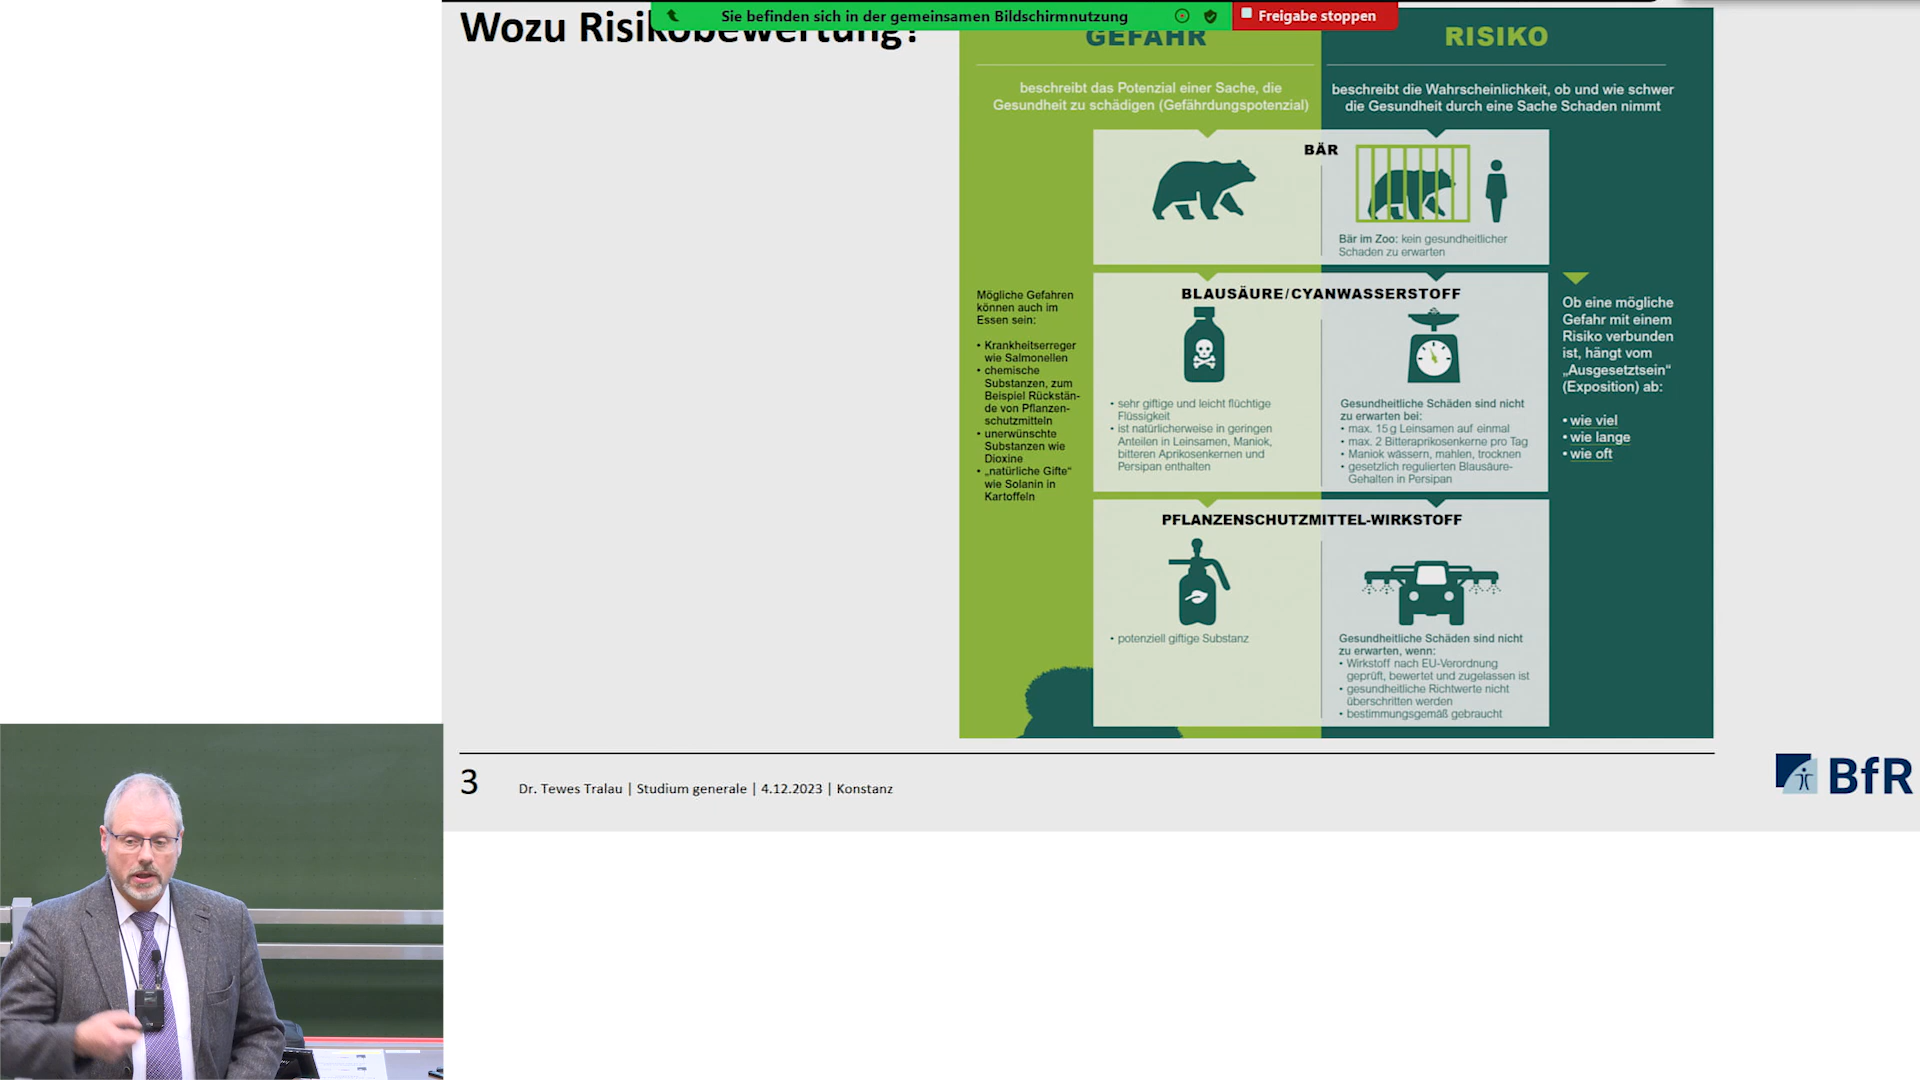 Sie befinden sich in der gemeinsamen Bildschirmnutzung
Freigabe stoppen
Wozu Risikobewertung?
GEFAHR
RISIKO
beschreibt das Potenzial einer Sache, die
Gesundheit zu schädigen (Gefährdungspotenzial)
beschreibt die Wahrscheinlichkeit, ob und wie schwer
die Gesundheit durch eine Sache Schaden nimmt
BÄR
Bär im Zoo: kein gesundheitlicher
Schaden zu erwarten
Mögliche Gefahren
können auch im
Essen sein:
• Krankheitserreger
wie Salmonellen
• chemische
Substanzen, zum
Beispiel Rückstän-
de von Pflanzen-
schutzmitteln
• unerwünschte
Substanzen wie
Dioxine
• „natürliche Gifte“
wie Solanin in
Kartoffeln
BLAUSÄURE/CYANWASSERSTOFF
• sehr giftige und leicht flüchtige
Flüssigkeit
• ist natürlicherweise in geringen
Anteilen in Leinsamen, Maniok,
bitteren Aprikosenkernen und
Persipan enthalten
Gesundheitliche Schäden sind nicht
zu erwarten bei:
• max. 15 g Leinsamen auf einmal
• max. 2 Bitteraprikosenkerne pro Tag
• Maniok wässern, mahlen, trocknen
• gesetzlich regulierten Blausäure-
Gehalten in Persipan
Ob eine mögliche
Gefahr mit einem
Risiko verbunden
ist, hängt vom
„Ausgesetztsein“
(Exposition) ab:
• wie viel
• wie lange
• wie oft
PFLANZENSCHUTZMITTEL-WIRKSTOFF
• potenziell giftige Substanz
Gesundheitliche Schäden sind nicht
zu erwarten, wenn:
• Wirkstoff nach EU-Verordnung
geprüft, bewertet und zugelassen ist
• gesundheitliche Richtwerte nicht
überschritten werden
• bestimmungsgemäß gebraucht
3
Dr. Tewes Tralau | Studium generale | 4.12.2023 | Konstanz
BfR